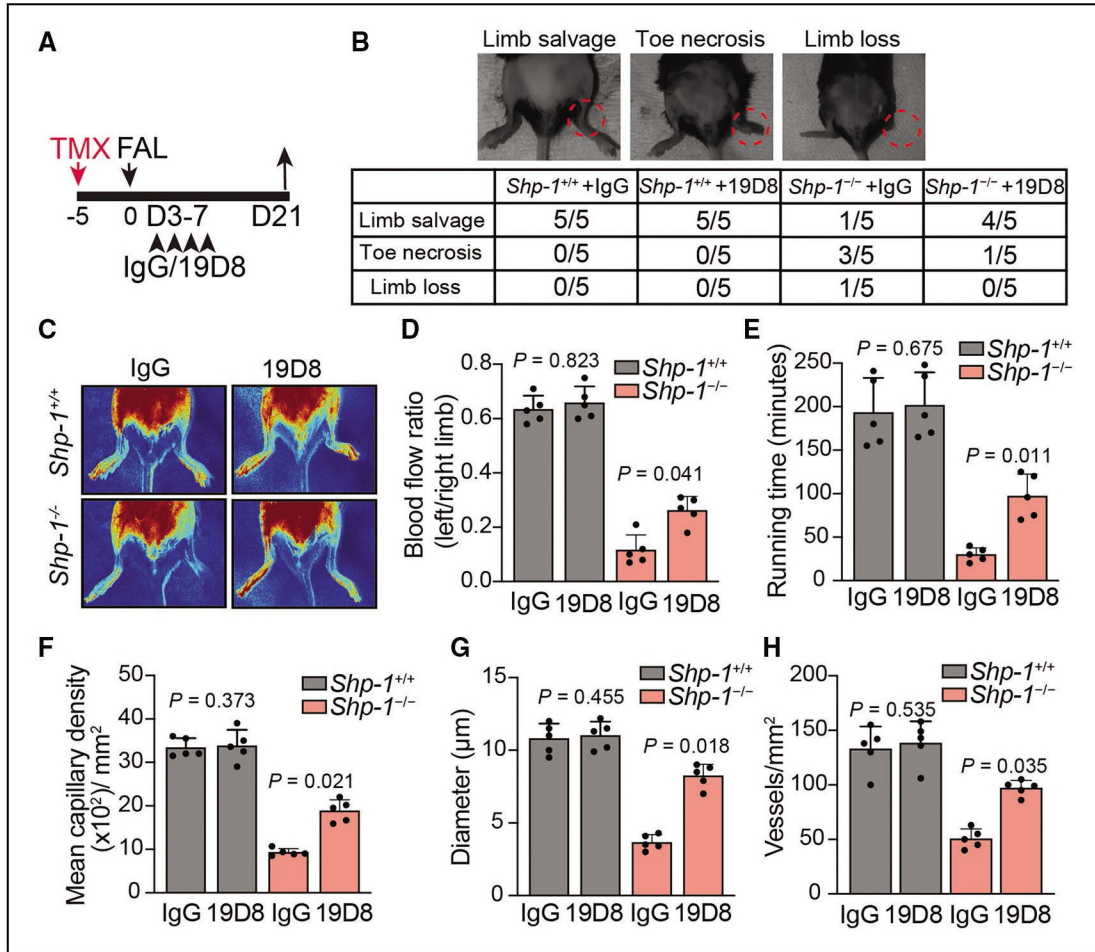 A
TMX FAL
-5 0 D3-7 D21
IgG/19D8
B
Limb salvage Toe necrosis Limb loss
Shp-1+/+ +IgG Shp-1+/+ +19D8 Shp-1−/− +IgG Shp-1−/− +19D8
Limb salvage 5/5 5/5 1/5 4/5
Toe necrosis 0/5 0/5 3/5 1/5
Limb loss 0/5 0/5 1/5 0/5
C
IgG 19D8
Shp-1+/+
Shp-1-/-
D
Blood flow ratio
(left/right limb)
0.8
0.6
0.4
0.2
0.0
P = 0.823
P = 0.041
Shp-1+/+
Shp-1−/−
IgG 19D8 IgG 19D8
E
Running time (minutes)
250
200
150
100
50
0
P = 0.675
P = 0.011
Shp-1+/+
Shp-1−/−
IgG 19D8 IgG 19D8
F
Mean capillary density
(x10²)/ mm²
50
40
30
20
10
0
P = 0.373
P = 0.021
Shp-1+/+
Shp-1−/−
IgG 19D8 IgG 19D8
G
Diameter (µm)
15
10
5
0
P = 0.455
P = 0.018
Shp-1+/+
Shp-1−/−
IgG 19D8 IgG 19D8
H
Vessels/mm²
200
150
100
50
0
P = 0.535
P = 0.035
Shp-1+/+
Shp-1−/−
IgG 19D8 IgG 19D8